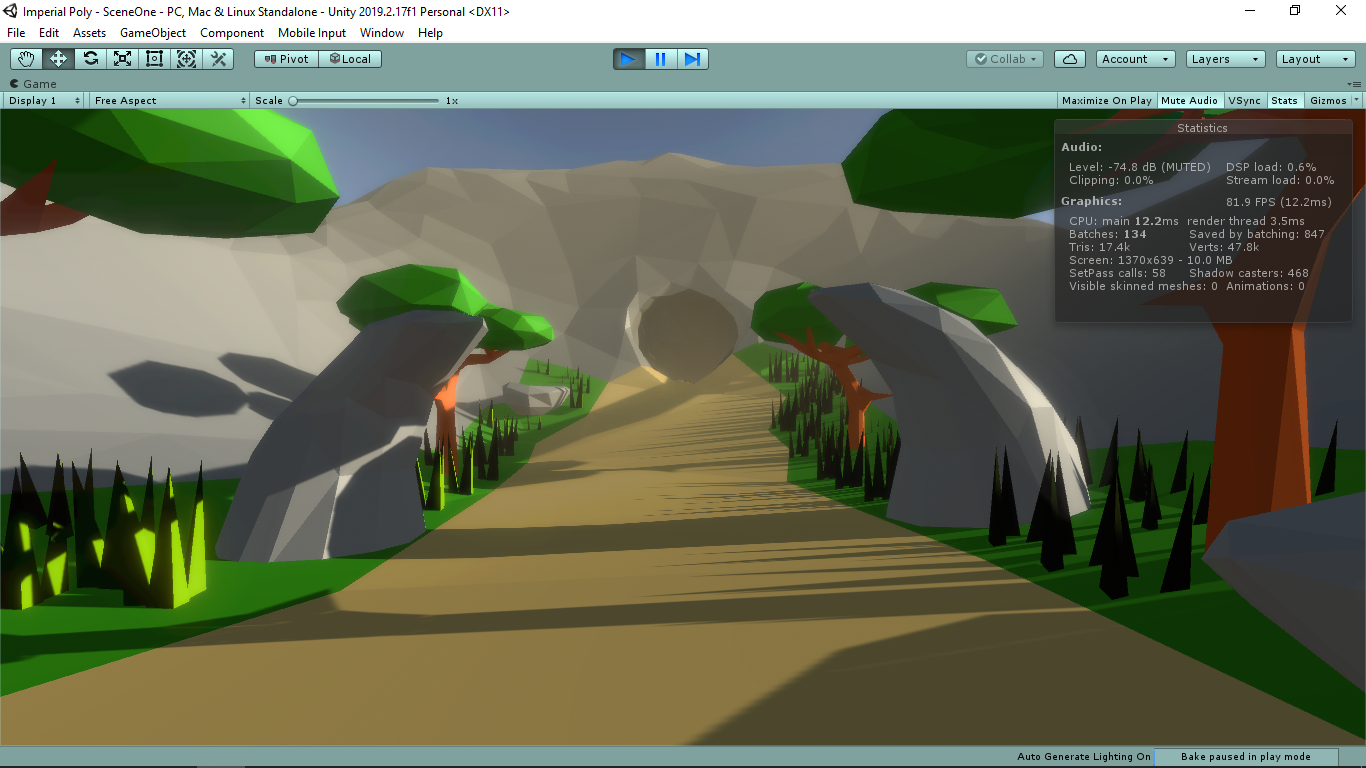 Imperial Poly - SceneOne - PC, Mac & Linux Standalone - Unity 2019.2.17f1 Personal <DX11>
File Edit Assets GameObject Component Mobile Input Window Help
Pivot Local Collab Account Layers Layout
Game
Display 1 Free Aspect Scale 1x Maximize On Play Mute Audio VSync Stats Gizmos
Statistics
Audio:
Level: -74.8 dB (MUTED) DSP load: 0.6%
Clipping: 0.0% Stream load: 0.0%
Graphics: 81.9 FPS (12.2ms)
CPU: main 12.2ms render thread 3.5ms
Batches: 134 Saved by batching: 847
Tris: 17.4k Verts: 47.8k
Screen: 1370x639 - 10.0 MB
SetPass calls: 58 Shadow casters: 468
Visible skinned meshes: 0 Animations: 0
Auto Generate Lighting On Bake paused in play mode